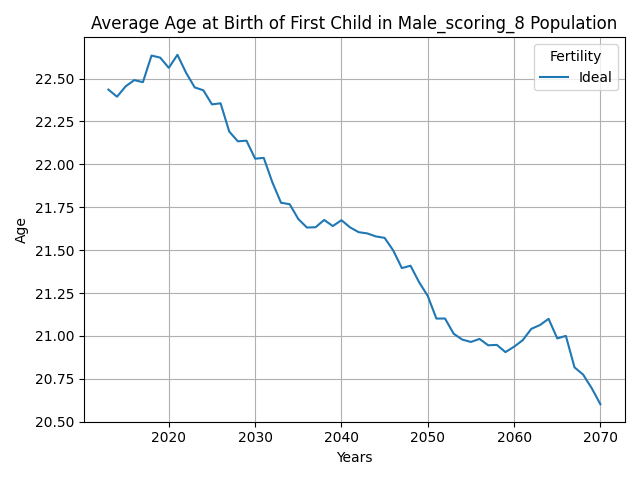 Average Age at Birth of First Child in Male_scoring_8 Population
Fertility
Ideal
Age
22.50
22.25
22.00
21.75
21.50
21.25
21.00
20.75
20.50
2020 2030 2040 2050 2060 2070
Years